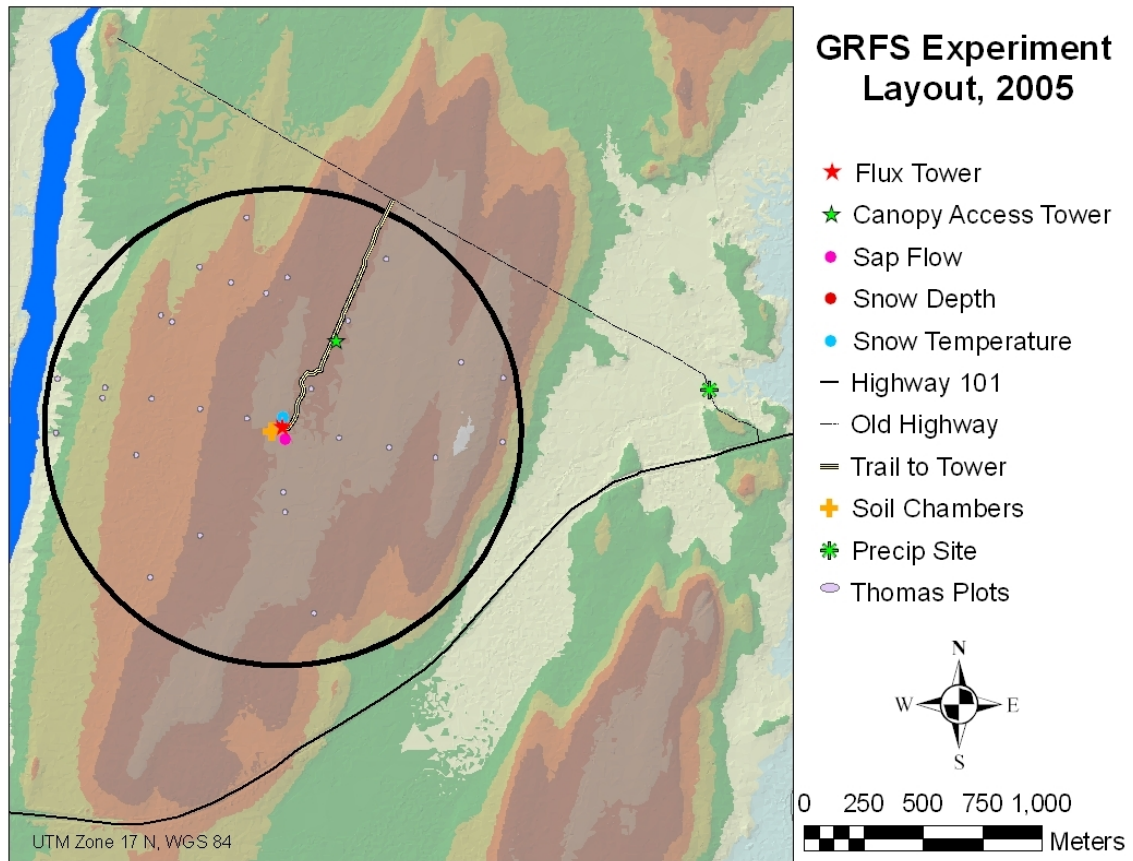 GRFS Experiment
Layout, 2005
Flux Tower
Canopy Access Tower
Sap Flow
Snow Depth
Snow Temperature
Highway 101
Old Highway
Trail to Tower
Soil Chambers
Precip Site
Thomas Plots
N
W E
S
0 250 500 750 1,000
Meters
UTM Zone 17 N, WGS 84